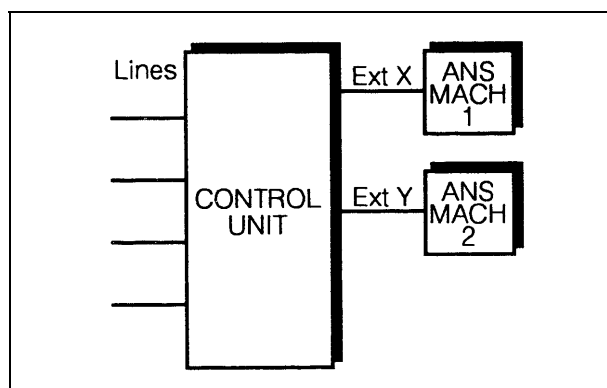 Lines
CONTROL
UNIT
Ext X
ANS
MACH
1
Ext Y
ANS
MACH
2